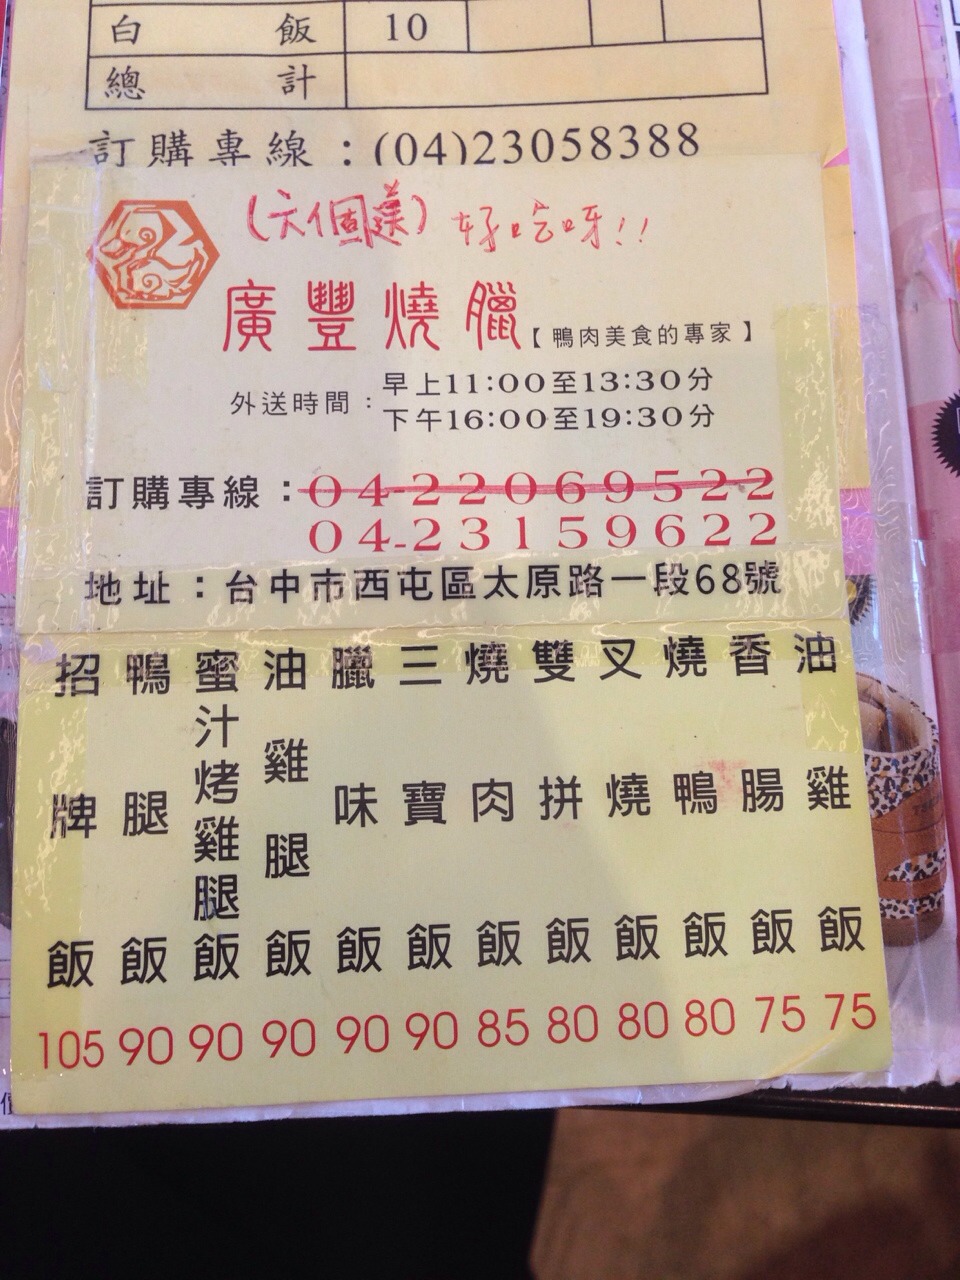 白飯 10
總計
訂購專線：(04)23058388
(六個菜) 好吃呀!!
廣豐燒臘【鴨肉美食的專家】
外送時間：早上11:00至13:30分
下午16:00至19:30分
訂購專線：04-22069522
04-23159622
地址：台中市西屯區太原路一段68號
油雞飯 75
香腸飯 75
燒鴨飯 80
叉燒飯 80
雙拼飯 80
燒肉飯 85
三寶飯 90
臘味飯 90
油雞腿飯 90
蜜汁烤雞腿飯 90
鴨腿飯 90
招牌飯 105